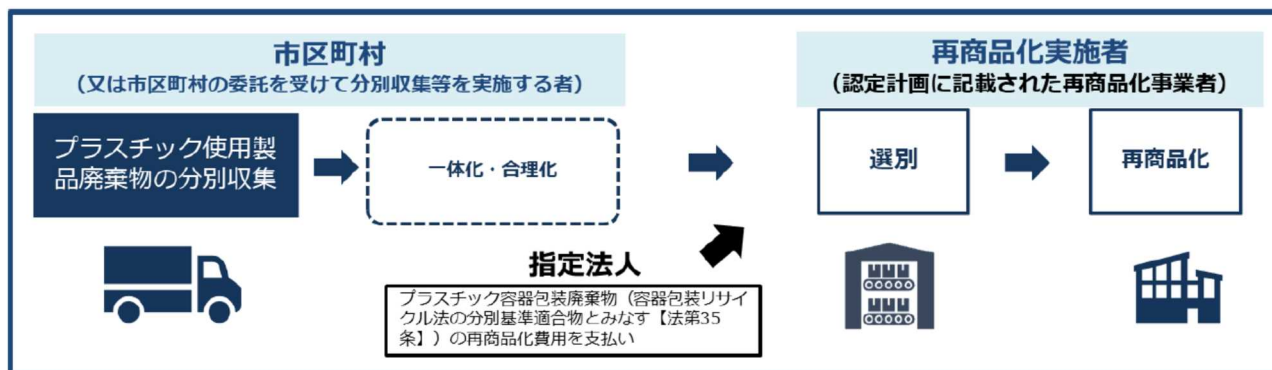 市区町村
（又は市区町村の委託を受けて分別収集等を実施する者）
プラスチック使用製
品廃棄物の分別収集
一体化・合理化
再商品化実施者
（認定計画に記載された再商品化事業者）
選別
再商品化
指定法人
プラスチック容器包装廃棄物（容器包装リサイ
クル法の分別基準適合物とみなす【法第35
条】）の再商品化費用を支払い